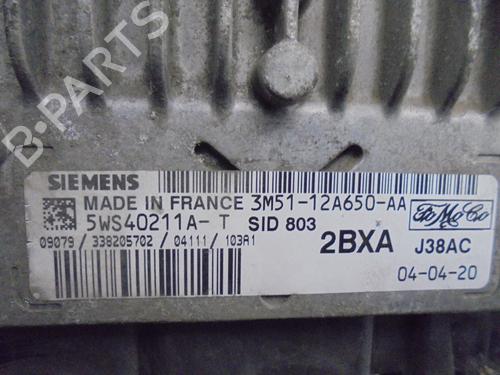 B-PARTS
SIEMENS
MADE IN FRANCE 3M51-12A650-AA
5WS40211A-T SID 803
FoMoCo
09079 / 338205702 / 04111 / 103A1
2BXA J38AC
04-04-20